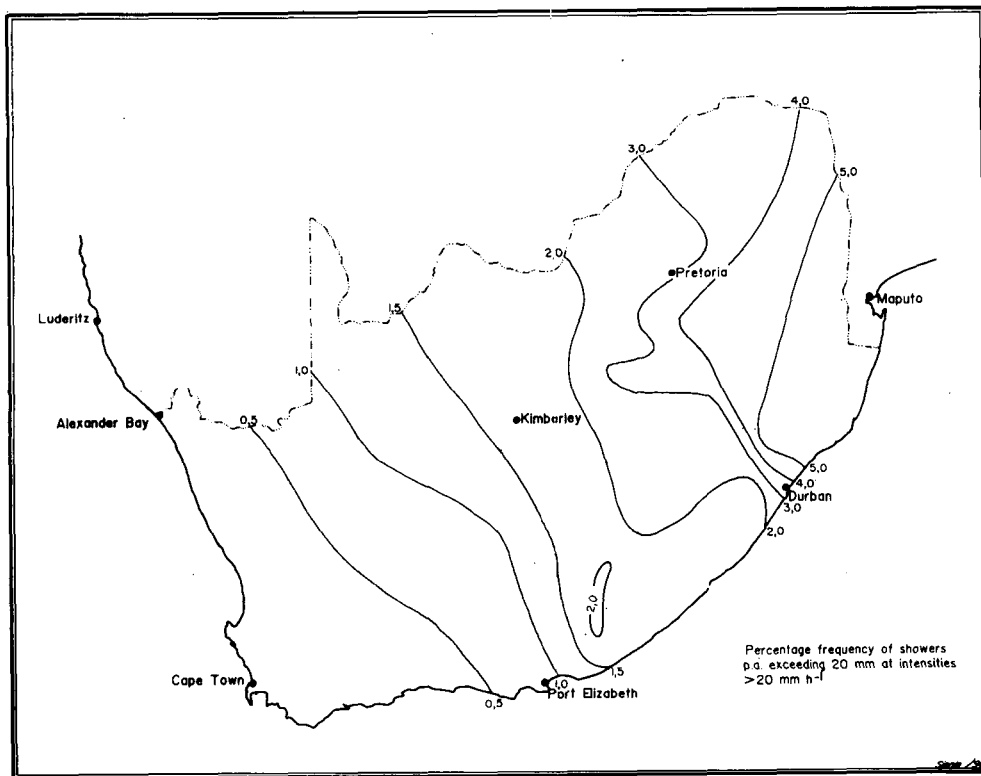 4,0
3,0
5,0
2,0
Pretoria
Maputo
1,5
Luderitz
1,0
Alexander Bay
0,5
Kimberley
5,0
4,0
Durban
3,0
2,0
2,0
Percentage frequency of showers
p.a. exceeding 20 mm at intensities
>20 mm h⁻¹
1,5
Cape Town
1,0
Port Elizabeth
0,5